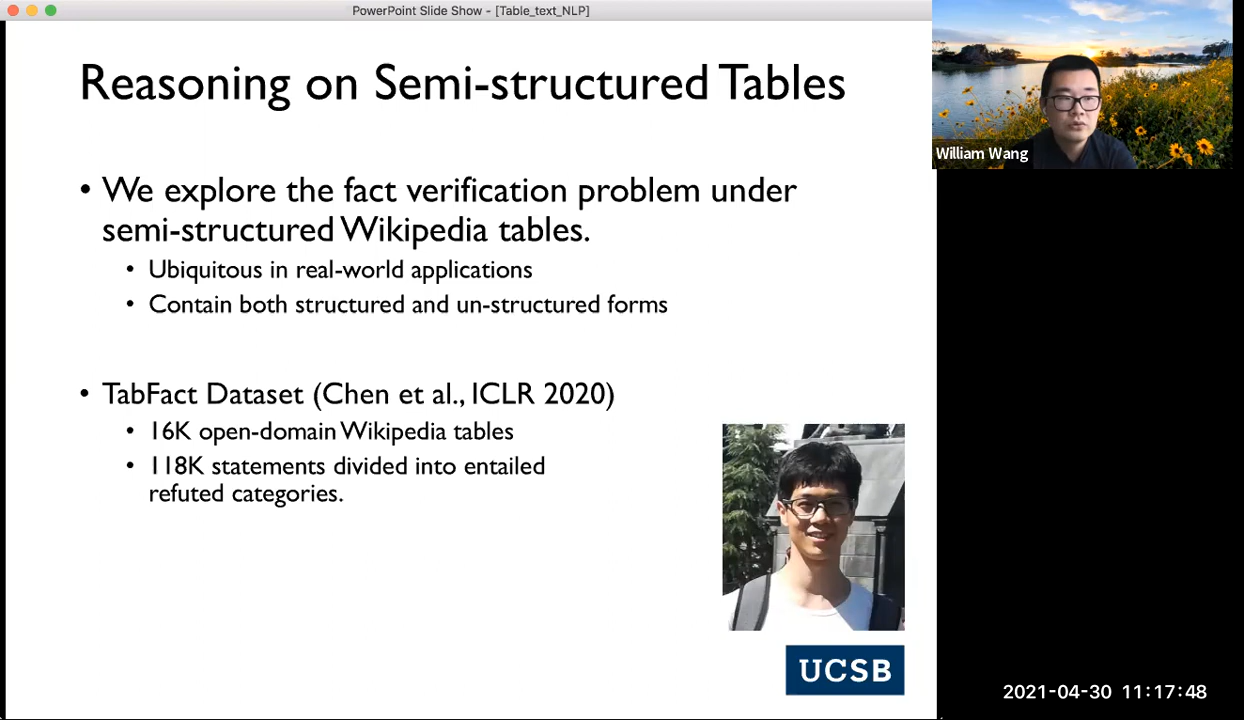 PowerPoint Slide Show - [Table_text_NLP]
Reasoning on Semi-structured Tables
William Wang
• We explore the fact verification problem under
semi-structured Wikipedia tables.
• Ubiquitous in real-world applications
• Contain both structured and un-structured forms
• TabFact Dataset (Chen et al., ICLR 2020)
• 16K open-domain Wikipedia tables
• 118K statements divided into entailed
refuted categories.
UCSB
2021-04-30 11:17:48